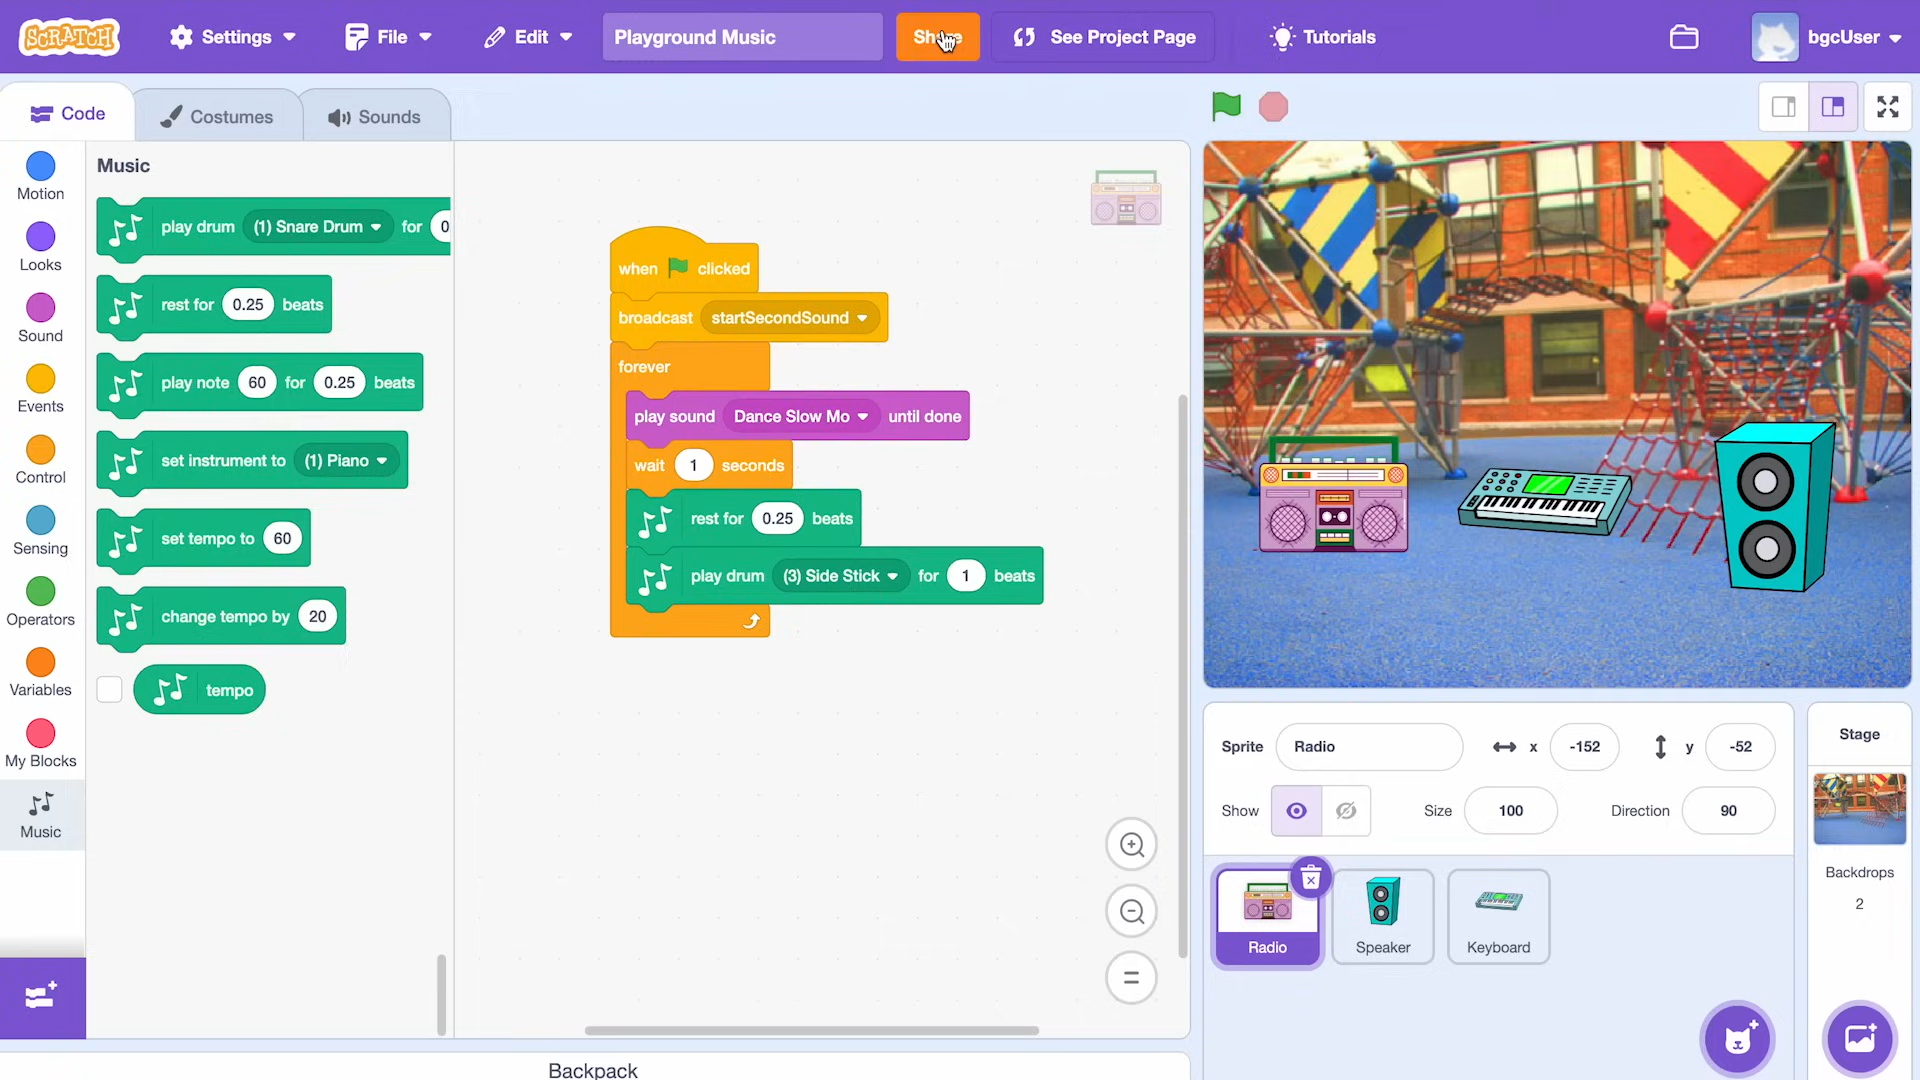 SCRATCH
Settings
File
Edit
Playground Music
See Project Page
Tutorials
bgcUser
Code
Costumes
Sounds
Motion
Looks
Sound
Events
Control
Sensing
Operators
Variables
My Blocks
Music
Music
play drum (1) Snare Drum for 0
rest for 0.25 beats
play note 60 for 0.25 beats
set instrument to (1) Piano
set tempo to 60
change tempo by 20
tempo
when clicked
broadcast startSecondSound
forever
play sound Dance Slow Mo until done
wait 1 seconds
rest for 0.25 beats
play drum (3) Side Stick for 1 beats
Backpack
Sprite Radio x -152 y -52
Show Size 100 Direction 90
Radio
Speaker
Keyboard
Stage
Backdrops
2